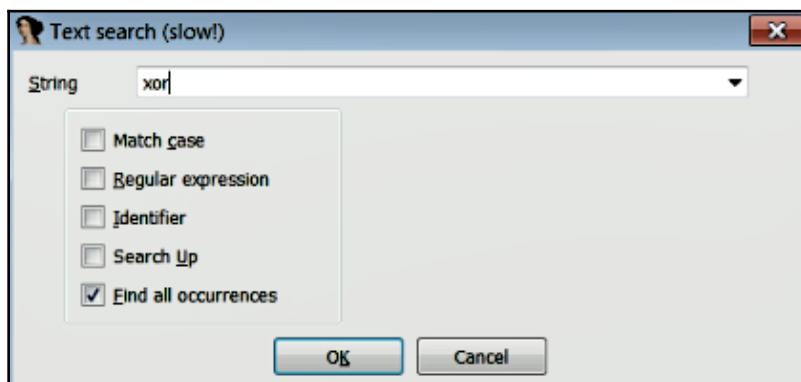 Text search (slow!)
String xor
Match case
Regular expression
Identifier
Search Up
Find all occurrences
OK Cancel